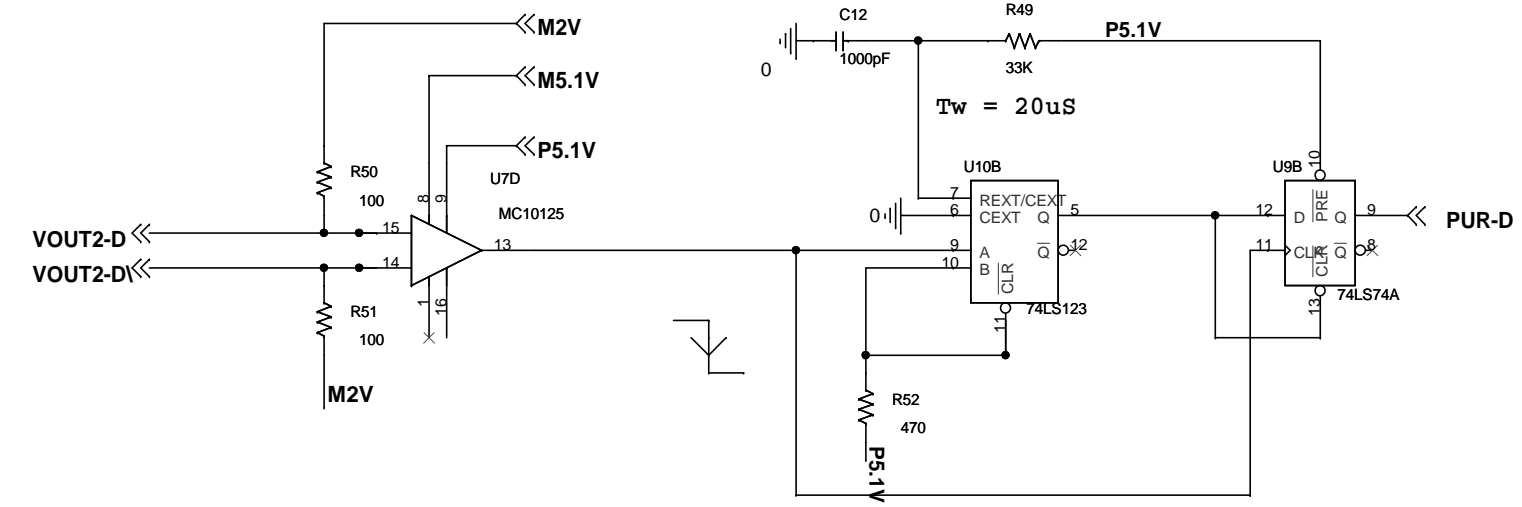 M2V
M5.1V
P5.1V
R50
100
8
9
U7D
MC10125
VOUT2-D
15
13
VOUT2-D\
14
1
16
R51
100
M2V
C12
1000pF
0
R49
33K
P5.1V
Tw = 20uS
U10B
7
REXT/CEXT
6
CEXT
Q
5
0
9
A
Q
12
10
B
CLR
11
74LS123
R52
470
P5.1V
U9B
10
12
D
PRE
Q
9
PUR-D
11
CLK
CLR
Q
8
13
74LS74A